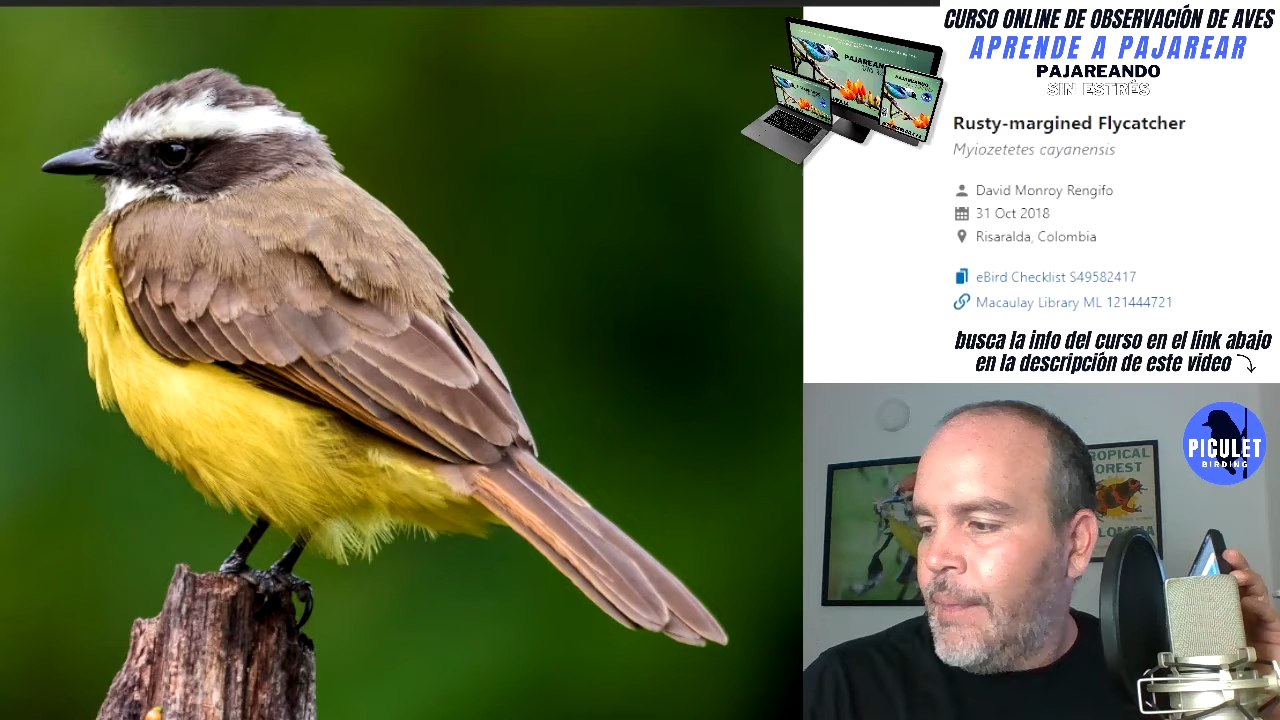 CURSO ONLINE DE OBSERVACIÓN DE AVES
APRENDE A PAJAREAR
PAJAREANDO
SIN ESTRÉS
Rusty-margined Flycatcher
Myiozetetes cayanensis
David Monroy Rengifo
31 Oct 2018
Risaralda, Colombia
eBird Checklist S49582417
Macaulay Library ML 121444721
busca la info del curso en el link abajo
en la descripción de este video
PICULET
BIRDING